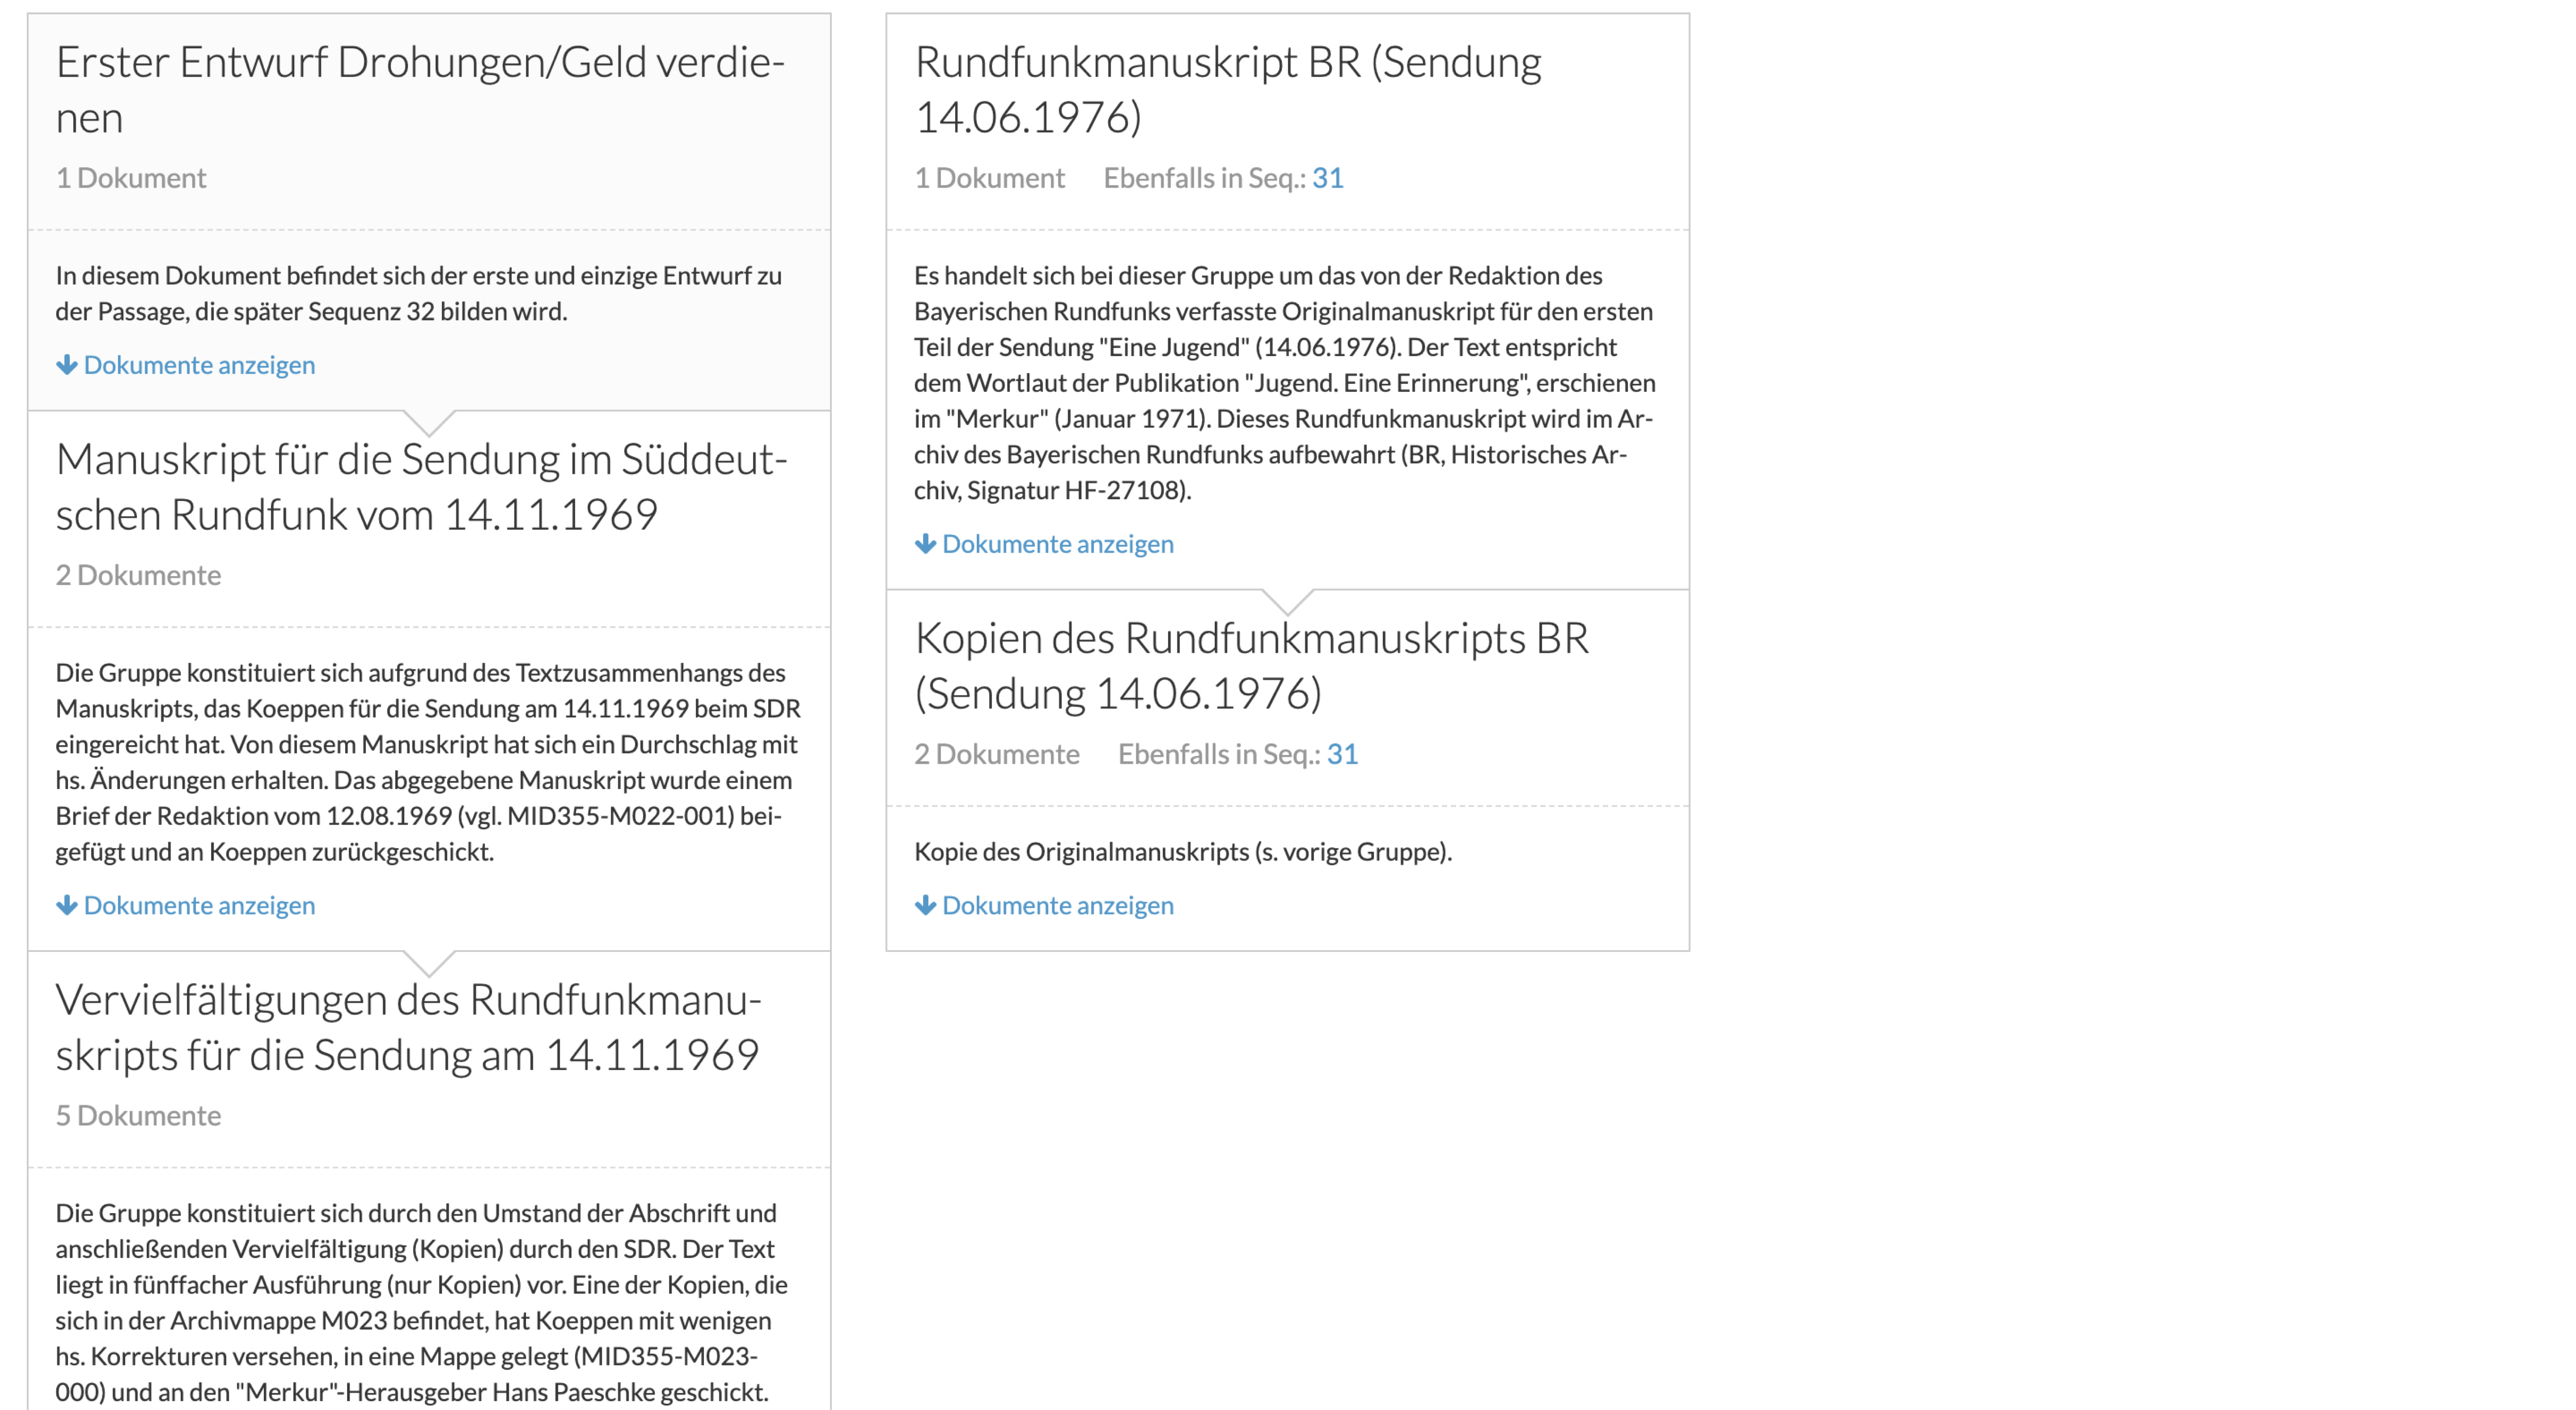 Erster Entwurf Drohungen/Geld verdie-
nen
1 Dokument
In diesem Dokument befindet sich der erste und einzige Entwurf zu
der Passage, die später Sequenz 32 bilden wird.
Dokumente anzeigen
Manuskript für die Sendung im Süddeut-
schen Rundfunk vom 14.11.1969
2 Dokumente
Die Gruppe konstituiert sich aufgrund des Textzusammenhangs des
Manuskripts, das Koeppen für die Sendung am 14.11.1969 beim SDR
eingereicht hat. Von diesem Manuskript hat sich ein Durchschlag mit
hs. Änderungen erhalten. Das abgegebene Manuskript wurde einem
Brief der Redaktion vom 12.08.1969 (vgl. MID355-M022-001) bei-
gefügt und an Koeppen zurückgeschickt.
Dokumente anzeigen
Vervielfältigungen des Rundfunkmanu-
skripts für die Sendung am 14.11.1969
5 Dokumente
Die Gruppe konstituiert sich durch den Umstand der Abschrift und
anschließenden Vervielfältigung (Kopien) durch den SDR. Der Text
liegt in fünffacher Ausführung (nur Kopien) vor. Eine der Kopien, die
sich in der Archivmappe M023 befindet, hat Koeppen mit wenigen
hs. Korrekturen versehen, in eine Mappe gelegt (MID355-M023-
000) und an den "Merkur"-Herausgeber Hans Paeschke geschickt.
Rundfunkmanuskript BR (Sendung
14.06.1976)
1 Dokument Ebenfalls in Seq.: 31
Es handelt sich bei dieser Gruppe um das von der Redaktion des
Bayerischen Rundfunks verfasste Originalmanuskript für den ersten
Teil der Sendung "Eine Jugend" (14.06.1976). Der Text entspricht
dem Wortlaut der Publikation "Jugend. Eine Erinnerung", erschienen
im "Merkur" (Januar 1971). Dieses Rundfunkmanuskript wird im Ar-
chiv des Bayerischen Rundfunks aufbewahrt (BR, Historisches Ar-
chiv, Signatur HF-27108).
Dokumente anzeigen
Kopien des Rundfunkmanuskripts BR
(Sendung 14.06.1976)
2 Dokumente Ebenfalls in Seq.: 31
Kopie des Originalmanuskripts (s. vorige Gruppe).
Dokumente anzeigen